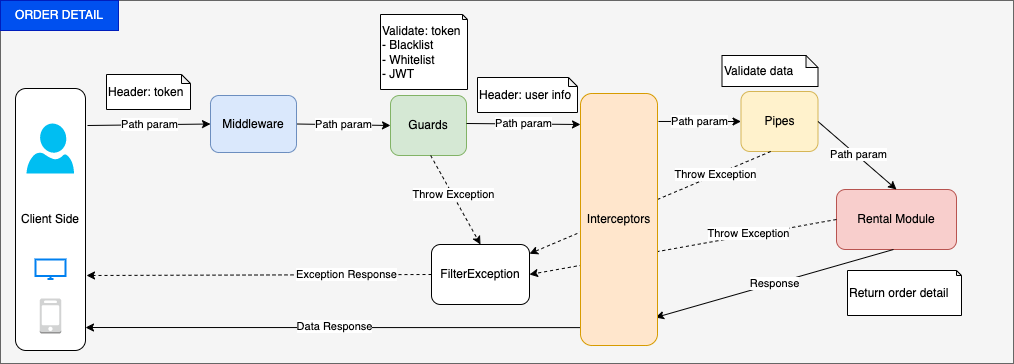 ORDER DETAIL
Validate: token
- Blacklist
- Whitelist
- JWT
Validate data
Header: token
Header: user info
Path param
Middleware
Path param
Guards
Path param
Path param
Pipes
Path param
Throw Exception
Throw Exception
Client Side
Interceptors
Rental Module
Throw Exception
FilterException
Exception Response
Response
Return order detail
Data Response